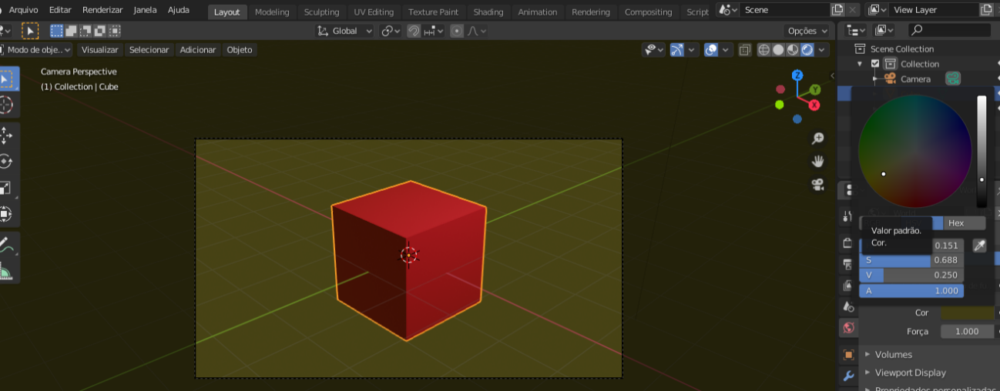 Arquivo Editar Renderizar Janela Ajuda Layout Modeling Sculpting UV Editing Texture Paint Shading Animation Rendering Compositing Script Scene View Layer
Global Opções
Modo de obje.. Visualizar Selecionar Adicionar Objeto
Scene Collection
Collection
Camera
Camera Perspective
(1) Collection | Cube
Z
Y
X
Hex
Valor padrão.
Cor.
0.151
S 0.688
V 0.250
A 1.000
Cor
Força 1.000
Volumes
Viewport Display
Propriedades personalizadas